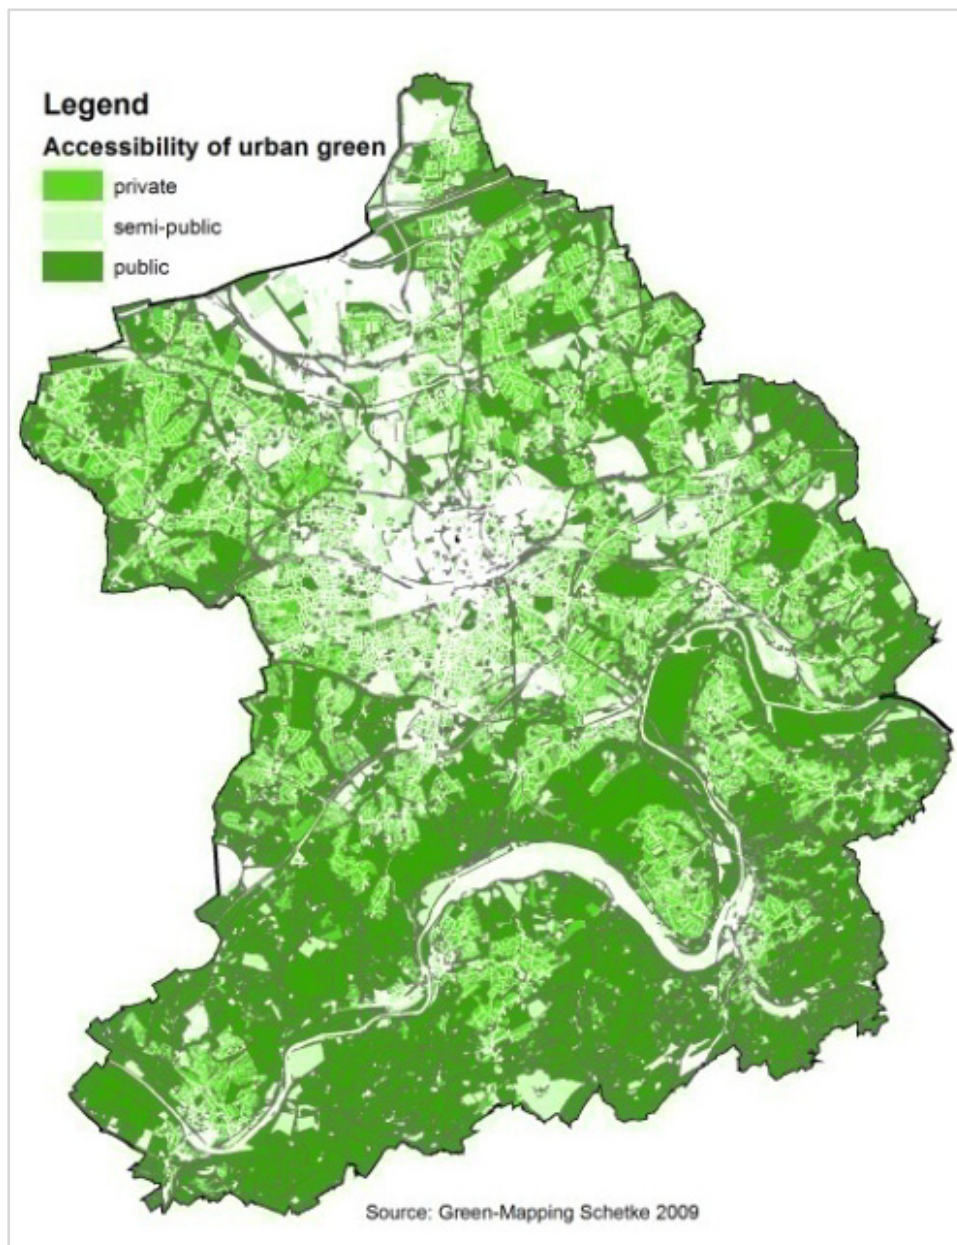 Legend
Accessibility of urban green
private
semi-public
public
Source: Green-Mapping Schetke 2009